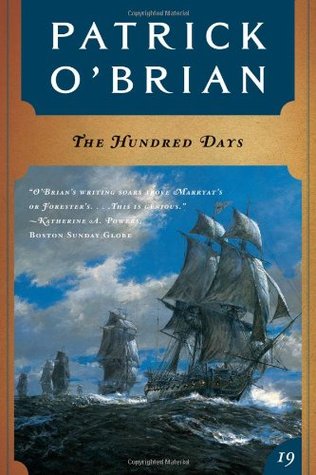 PATRICK
O'BRIAN
THE HUNDRED DAYS
"O'BRIAN'S WRITING SOARS ABOVE MARRYAT'S
OR FORESTER'S. . . .THIS IS GENIOUS."
—KATHERINE A. POWERS,
BOSTON SUNDAY GLOBE
19